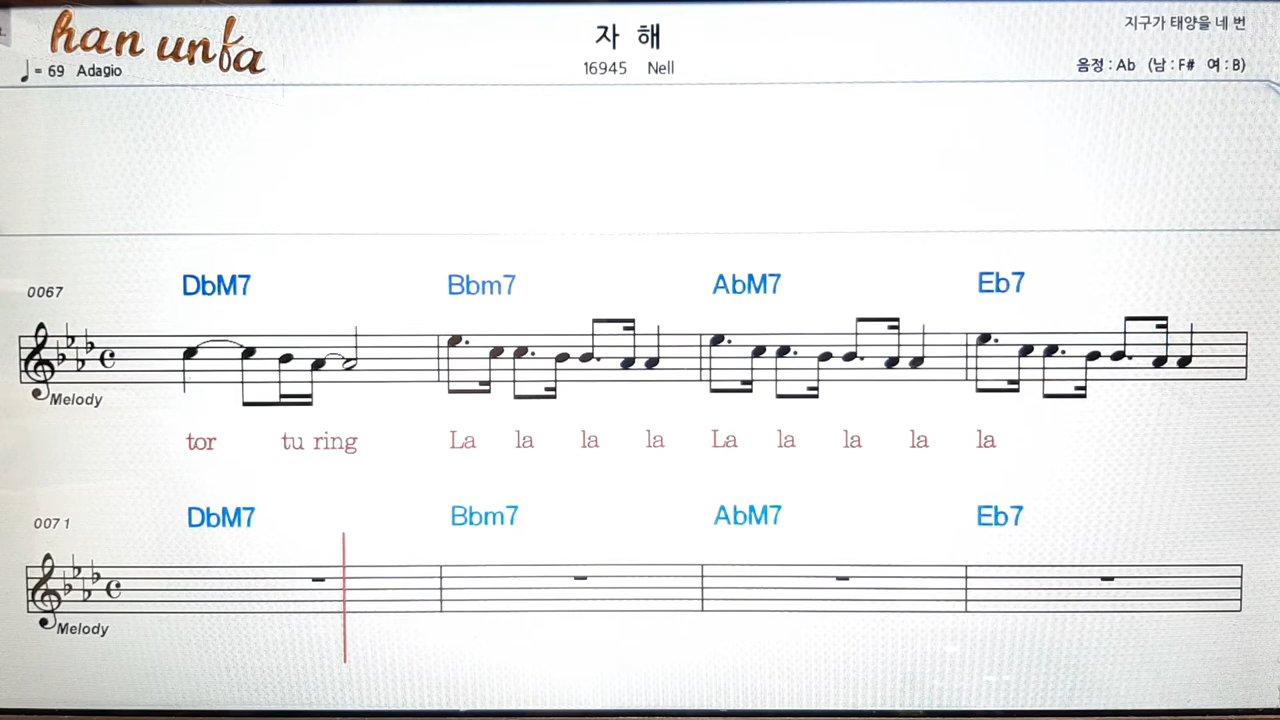 han unfa
자 해
지구가 태양을 네 번
= 69 Adagio
16945 Nell
음정 : Ab (남 : F# 여 : B)
0067
DbM7 Bbm7 AbM7 Eb7
Melody
tor tu ring La la la la La la la la la
0071
DbM7 Bbm7 AbM7 Eb7
Melody